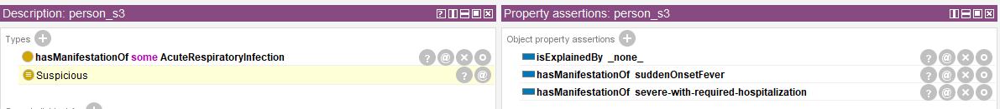 Description: person_s3
Types
hasManifestationOf some AcuteRespiratoryInfection
Suspicious
Property assertions: person_s3
Object property assertions
isExplainedBy _none_
hasManifestationOf suddenOnsetFever
hasManifestationOf severe-with-required-hospitalization